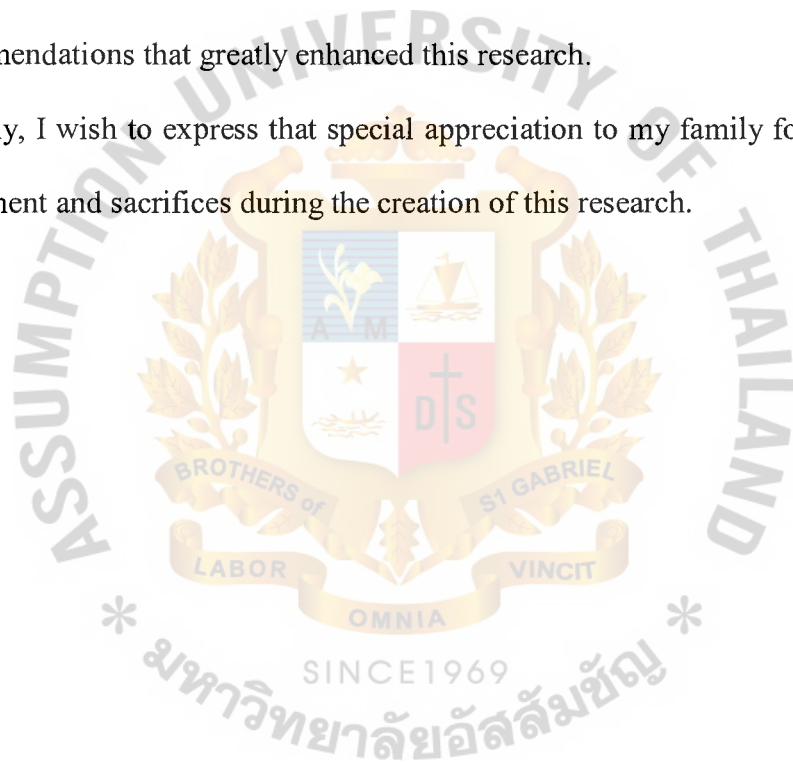 mendations that greatly enhanced this research.
y, I wish to express that special appreciation to my family fo
ment and sacrifices during the creation of this research.
ASSUMPTION UNIVERSITY OF THAILAND
A M
D S
BROTHERS of
S1 GABRIEL
LABOR
VINCIT
OMNIA
SINCE1969
* มหาวิทยาลัยอัสสัมชัญ *